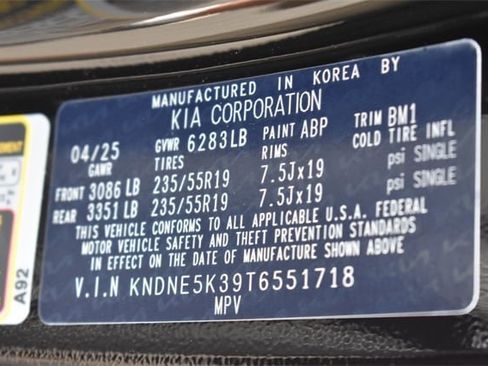 MANUFACTURED IN KOREA BY
KIA CORPORATION
04/25 GVWR 6283LB PAINT ABP TRIM BM1
GAWR TIRES RIMS COLD TIRE INFL
FRONT 3086 LB 235/55R19 7.5Jx19 psi SINGLE
REAR 3351 LB 235/55R19 7.5Jx19 psi SINGLE
THIS VEHICLE CONFORMS TO ALL APPLICABLE U.S.A. FEDERAL
MOTOR VEHICLE SAFETY AND THEFT PREVENTION STANDARDS
IN EFFECT ON THE DATE OF MANUFACTURE SHOWN ABOVE
V.I.N KNDNE5K39T6551718
MPV
A92